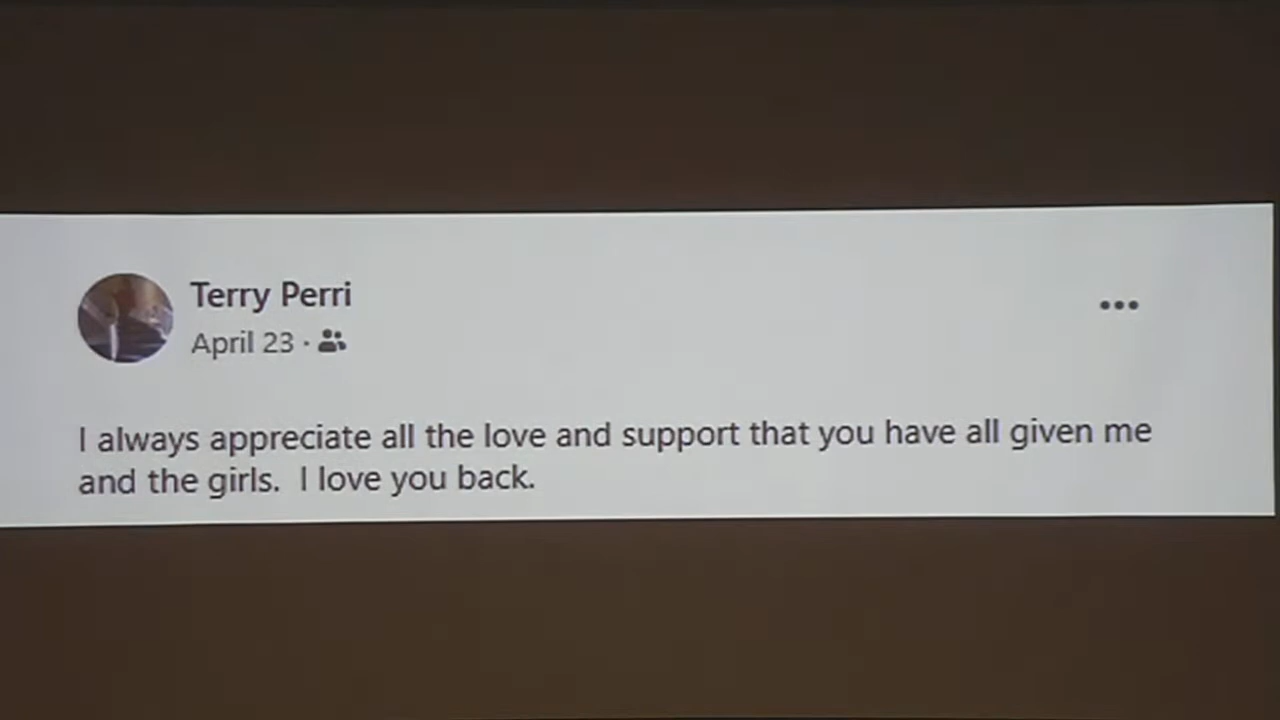 Terry Perri
April 23 ·
I always appreciate all the love and support that you have all given me
and the girls.  I love you back.